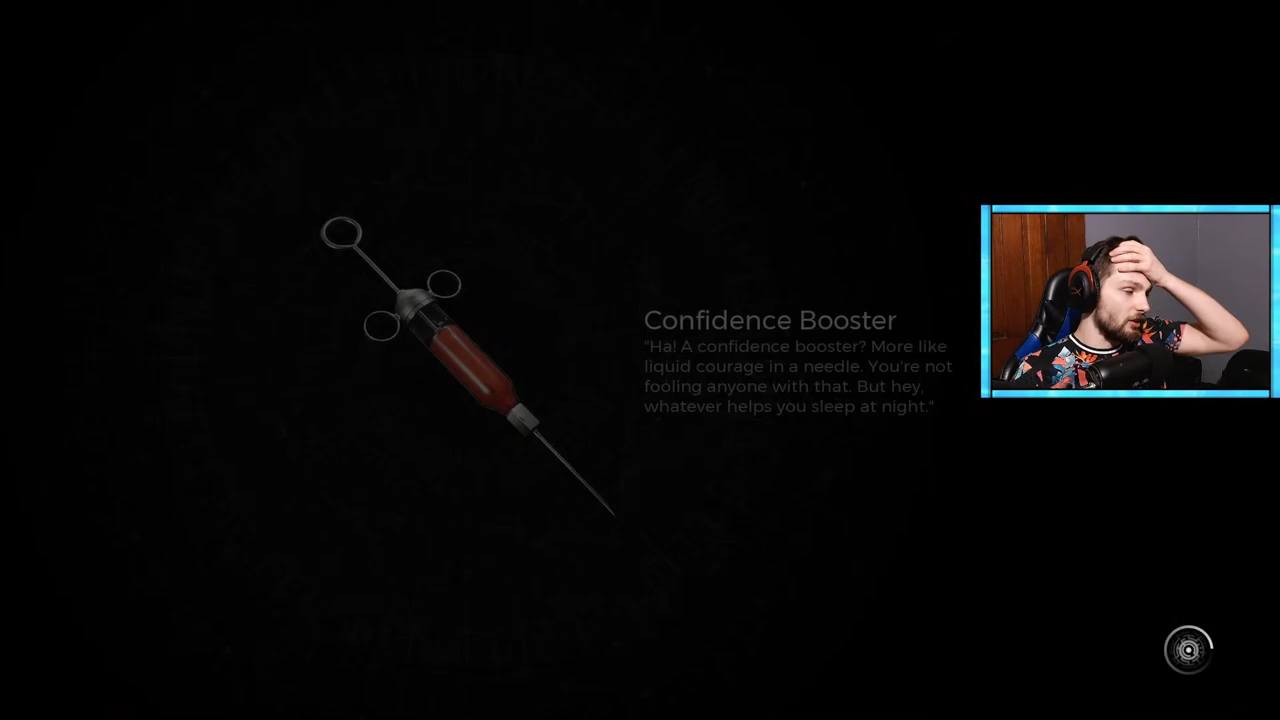 Confidence Booster
"Ha! A confidence booster? More like
liquid courage in a needle. You're not
fooling anyone with that. But hey,
whatever helps you sleep at night."